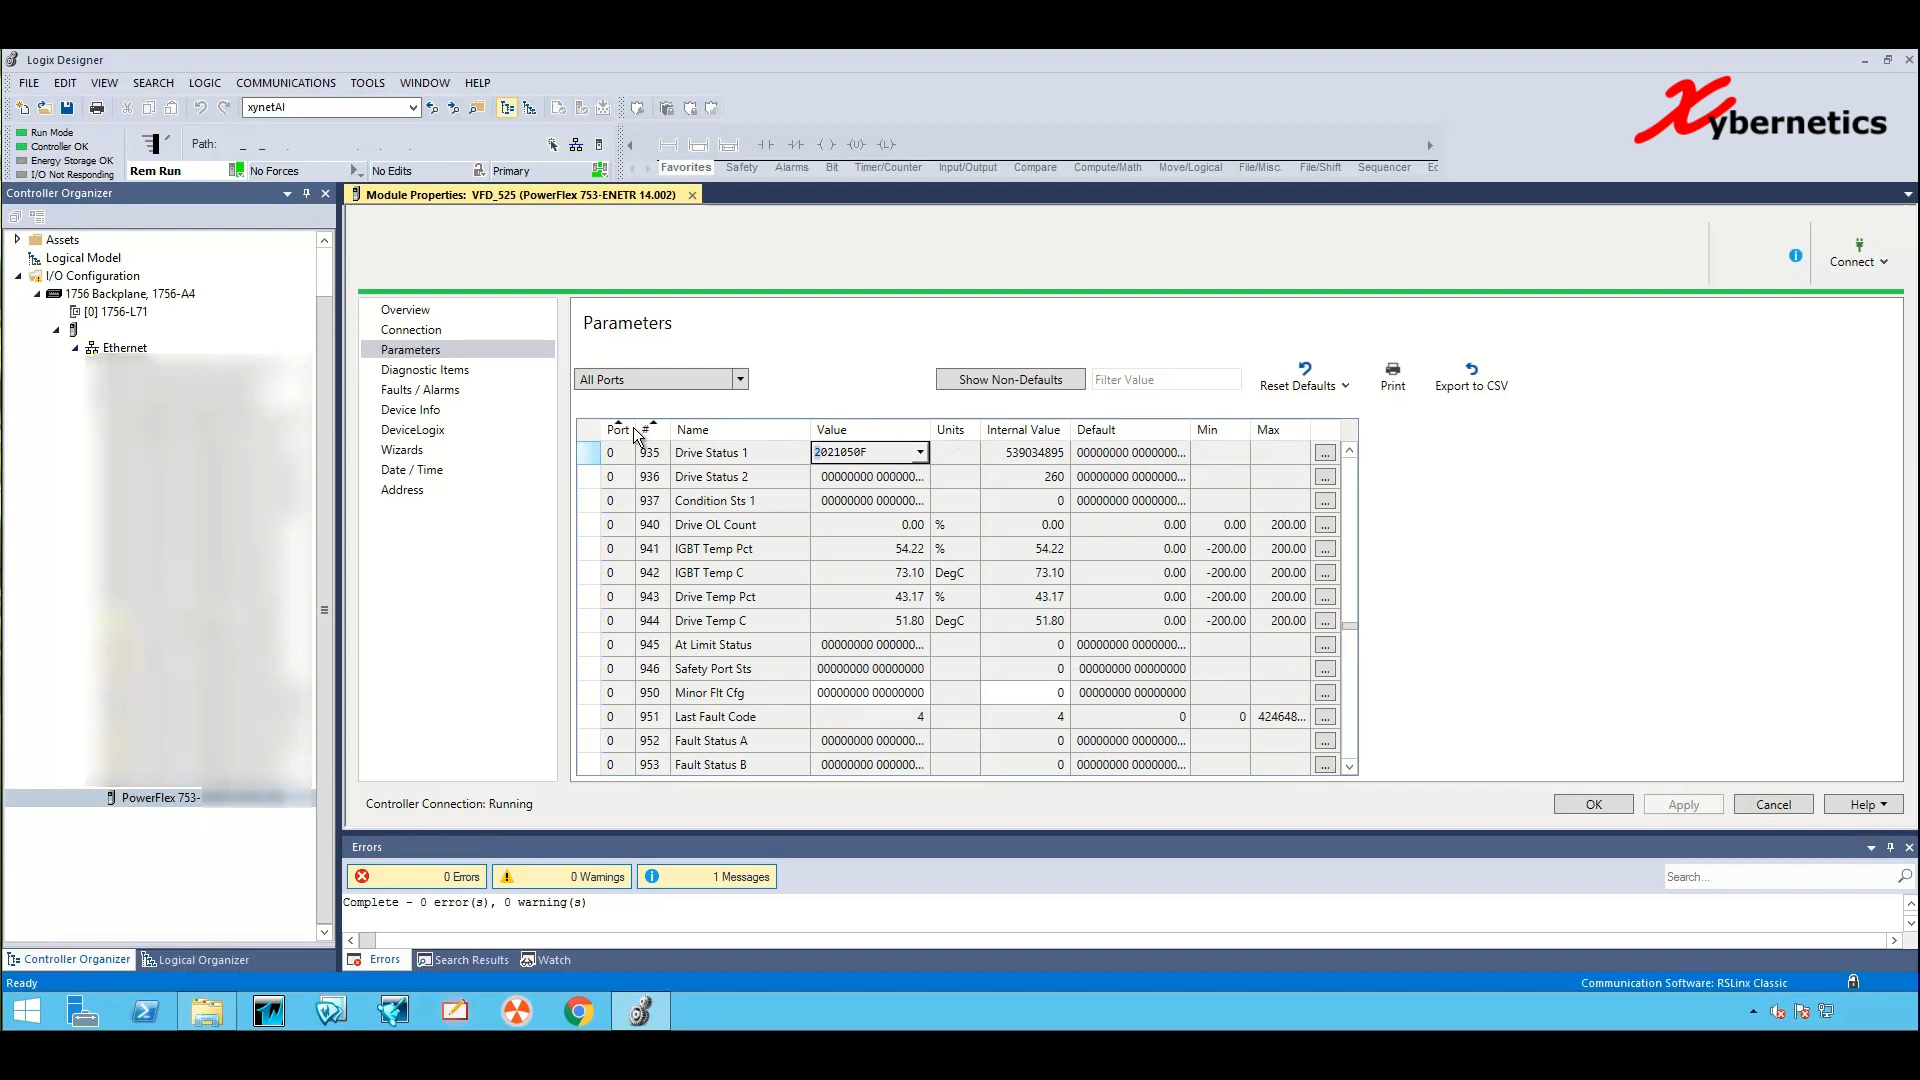 Logix Designer
FILE EDIT VIEW SEARCH LOGIC COMMUNICATIONS TOOLS WINDOW HELP
xynetAI
Xybernetics
Run Mode
Controller OK
Energy Storage OK
I/O Not Responding
Path:
Rem Run No Forces No Edits Primary
Favorites Safety Alarms Bit Timer/Counter Input/Output Compare Compute/Math Move/Logical File/Misc. File/Shift Sequencer
Controller Organizer
Module Properties: VFD_525 (PowerFlex 753-ENETR 14.002)
Assets
Logical Model
I/O Configuration
1756 Backplane, 1756-A4
[0] 1756-L71
Ethernet
PowerFlex 753-
Connect
Overview
Connection
Parameters
Diagnostic Items
Faults / Alarms
Device Info
DeviceLogix
Wizards
Date / Time
Address
Parameters
All Ports Show Non-Defaults Filter Value Reset Defaults Print Export to CSV
Port # Name Value Units Internal Value Default Min Max
0 935 Drive Status 1 2021050F 539034895 00000000 0000000... ...
0 936 Drive Status 2 00000000 000000... 260 00000000 0000000... ...
0 937 Condition Sts 1 00000000 000000... 0 00000000 0000000... ...
0 940 Drive OL Count 0.00 % 0.00 0.00 0.00 200.00 ...
0 941 IGBT Temp Pct 54.22 % 54.22 0.00 -200.00 200.00 ...
0 942 IGBT Temp C 73.10 DegC 73.10 0.00 -200.00 200.00 ...
0 943 Drive Temp Pct 43.17 % 43.17 0.00 -200.00 200.00 ...
0 944 Drive Temp C 51.80 DegC 51.80 0.00 -200.00 200.00 ...
0 945 At Limit Status 00000000 000000... 0 00000000 0000000... ...
0 946 Safety Port Sts 00000000 00000000 0 00000000 00000000 ...
0 950 Minor Flt Cfg 00000000 00000000 0 00000000 00000000 ...
0 951 Last Fault Code 4 4 0 0 424648... ...
0 952 Fault Status A 00000000 000000... 0 00000000 0000000... ...
0 953 Fault Status B 00000000 000000... 0 00000000 0000000... ...
Controller Connection: Running
OK Apply Cancel Help
Errors
0 Errors 0 Warnings 1 Messages
Search...
Complete - 0 error(s), 0 warning(s)
Controller Organizer Logical Organizer
Errors Search Results Watch
Ready
Communication Software: RSLinx Classic